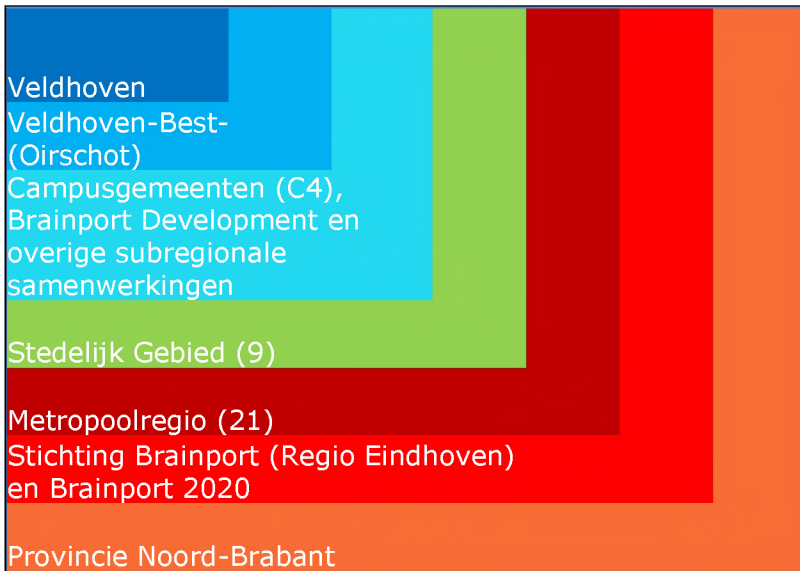 Veldhoven
Veldhoven-Best-
(Oirschot)
Campusgemeenten (C4),
Brainport Development en
overige subregionale
samenwerkingen
Stedelijk Gebied (9)
Metropoolregio (21)
Stichting Brainport (Regio Eindhoven)
en Brainport 2020
Provincie Noord-Brabant